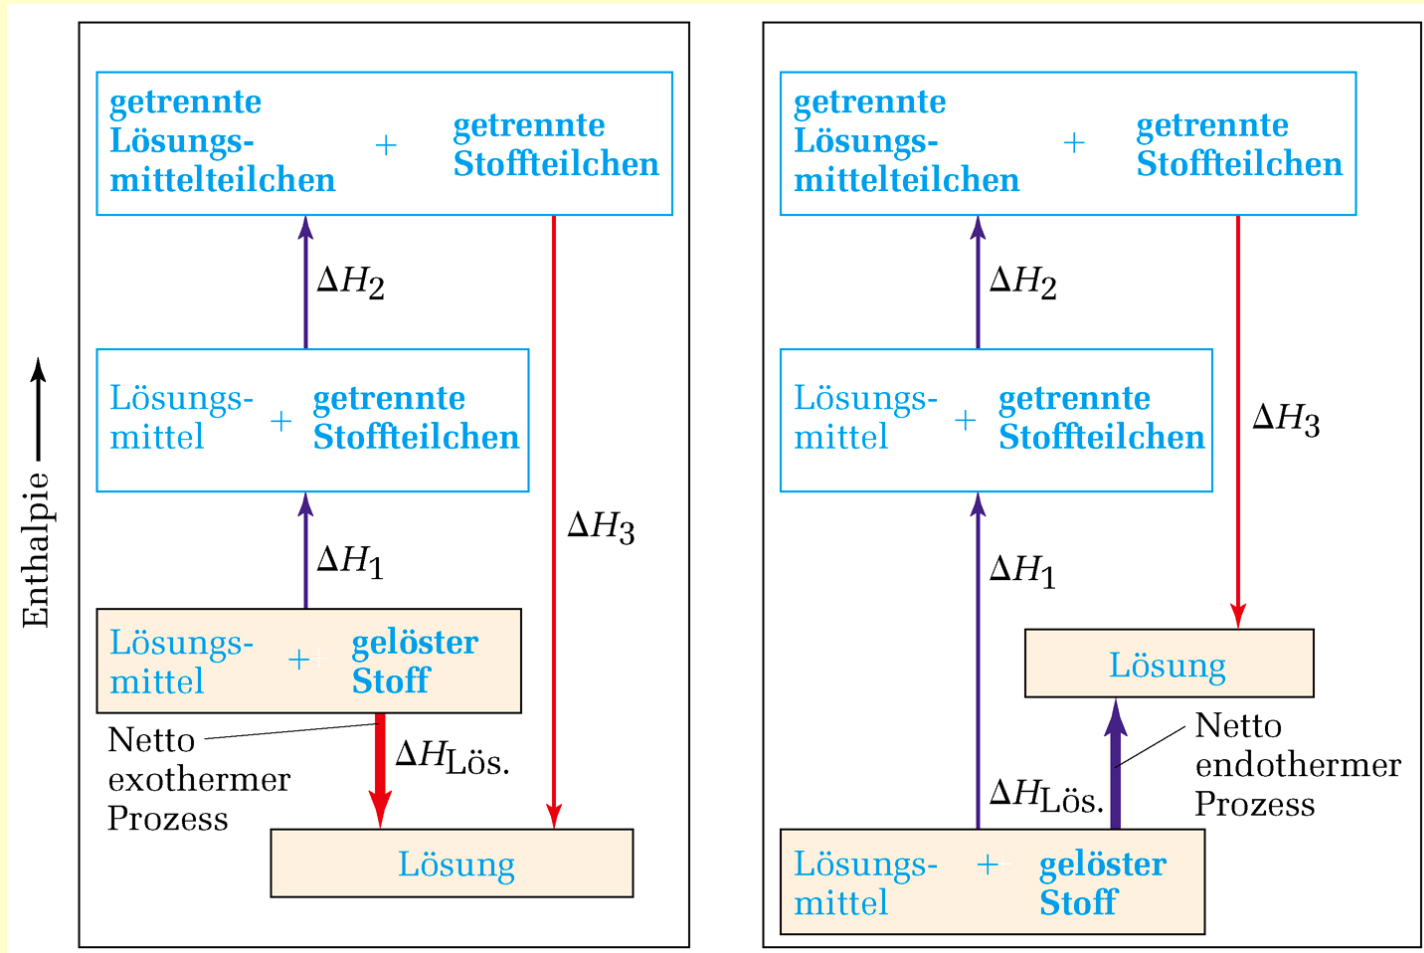 Enthalpie
getrennte
Lösungs-
mittelteilchen
+
getrennte
Stoffteilchen
ΔH2
Lösungs-
mittel
+
getrennte
Stoffteilchen
ΔH3
ΔH1
Lösungs-
mittel
+
gelöster
Stoff
Netto
exothermer
Prozess
ΔHLös.
Lösung
getrennte
Lösungs-
mittelteilchen
+
getrennte
Stoffteilchen
ΔH2
Lösungs-
mittel
+
getrennte
Stoffteilchen
ΔH3
ΔH1
Lösung
Netto
endothermer
Prozess
ΔHLös.
Lösungs-
mittel
+
gelöster
Stoff